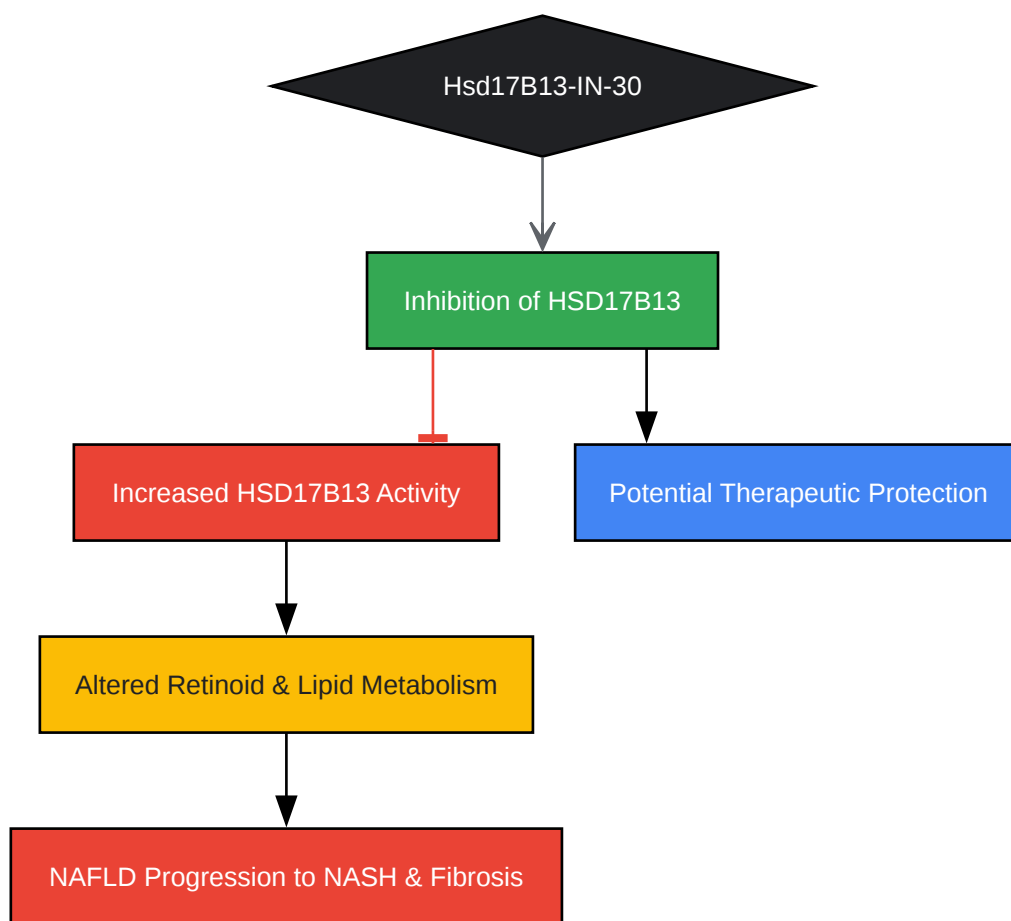 Hsd17B13-IN-30
Inhibition of HSD17B13
Increased HSD17B13 Activity
Potential Therapeutic Protection
Altered Retinoid & Lipid Metabolism
NAFLD Progression to NASH & Fibrosis